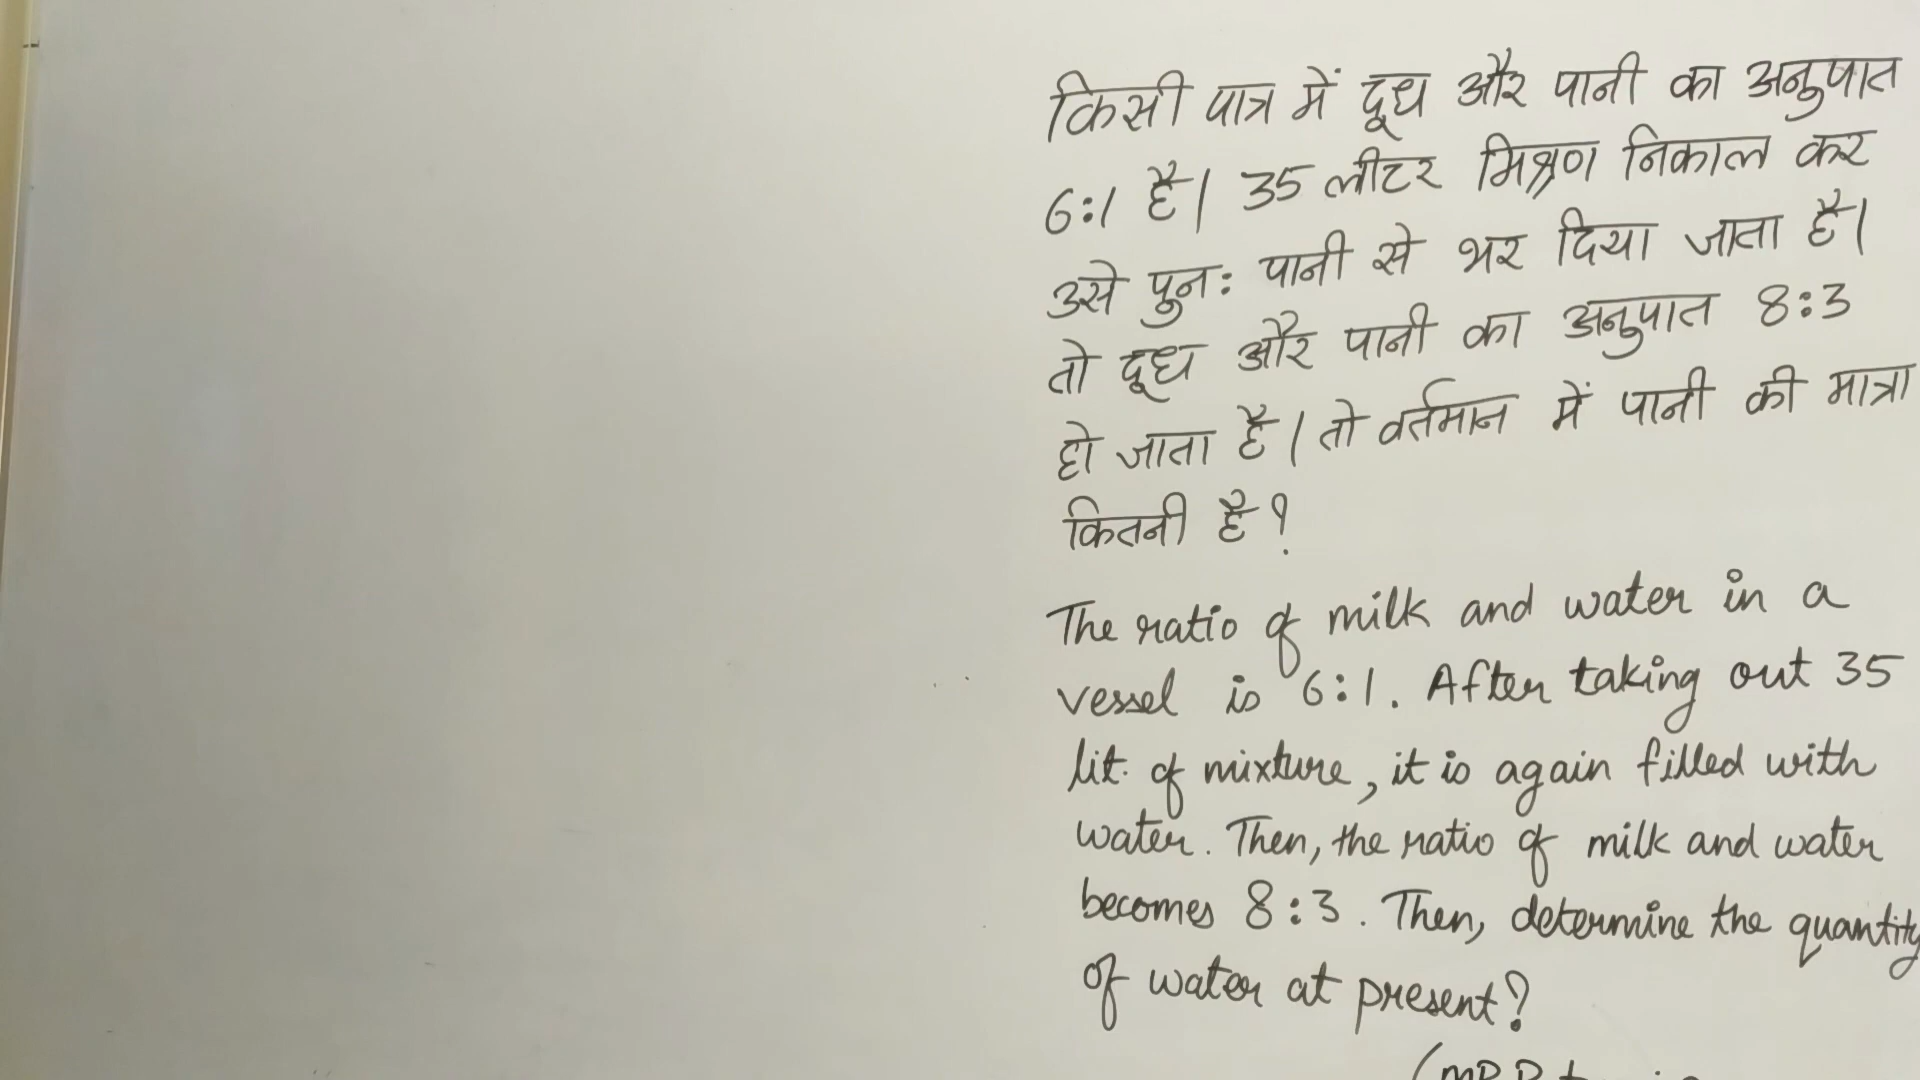 किसी पात्र में दूध और पानी का अनुपात
6:1 है। 35 लीटर मिश्रण निकाल कर
उसे पुनः पानी से भर दिया जाता है।
तो दूध और पानी का अनुपात 8:3
हो जाता है। तो वर्तमान में पानी की मात्रा
कितनी है?
The ratio of milk and water in a
vessel is 6:1. After taking out 35
lit. of mixture, it is again filled with
water. Then, the ratio of milk and water
becomes 8:3. Then, determine the quantity
of water at present?